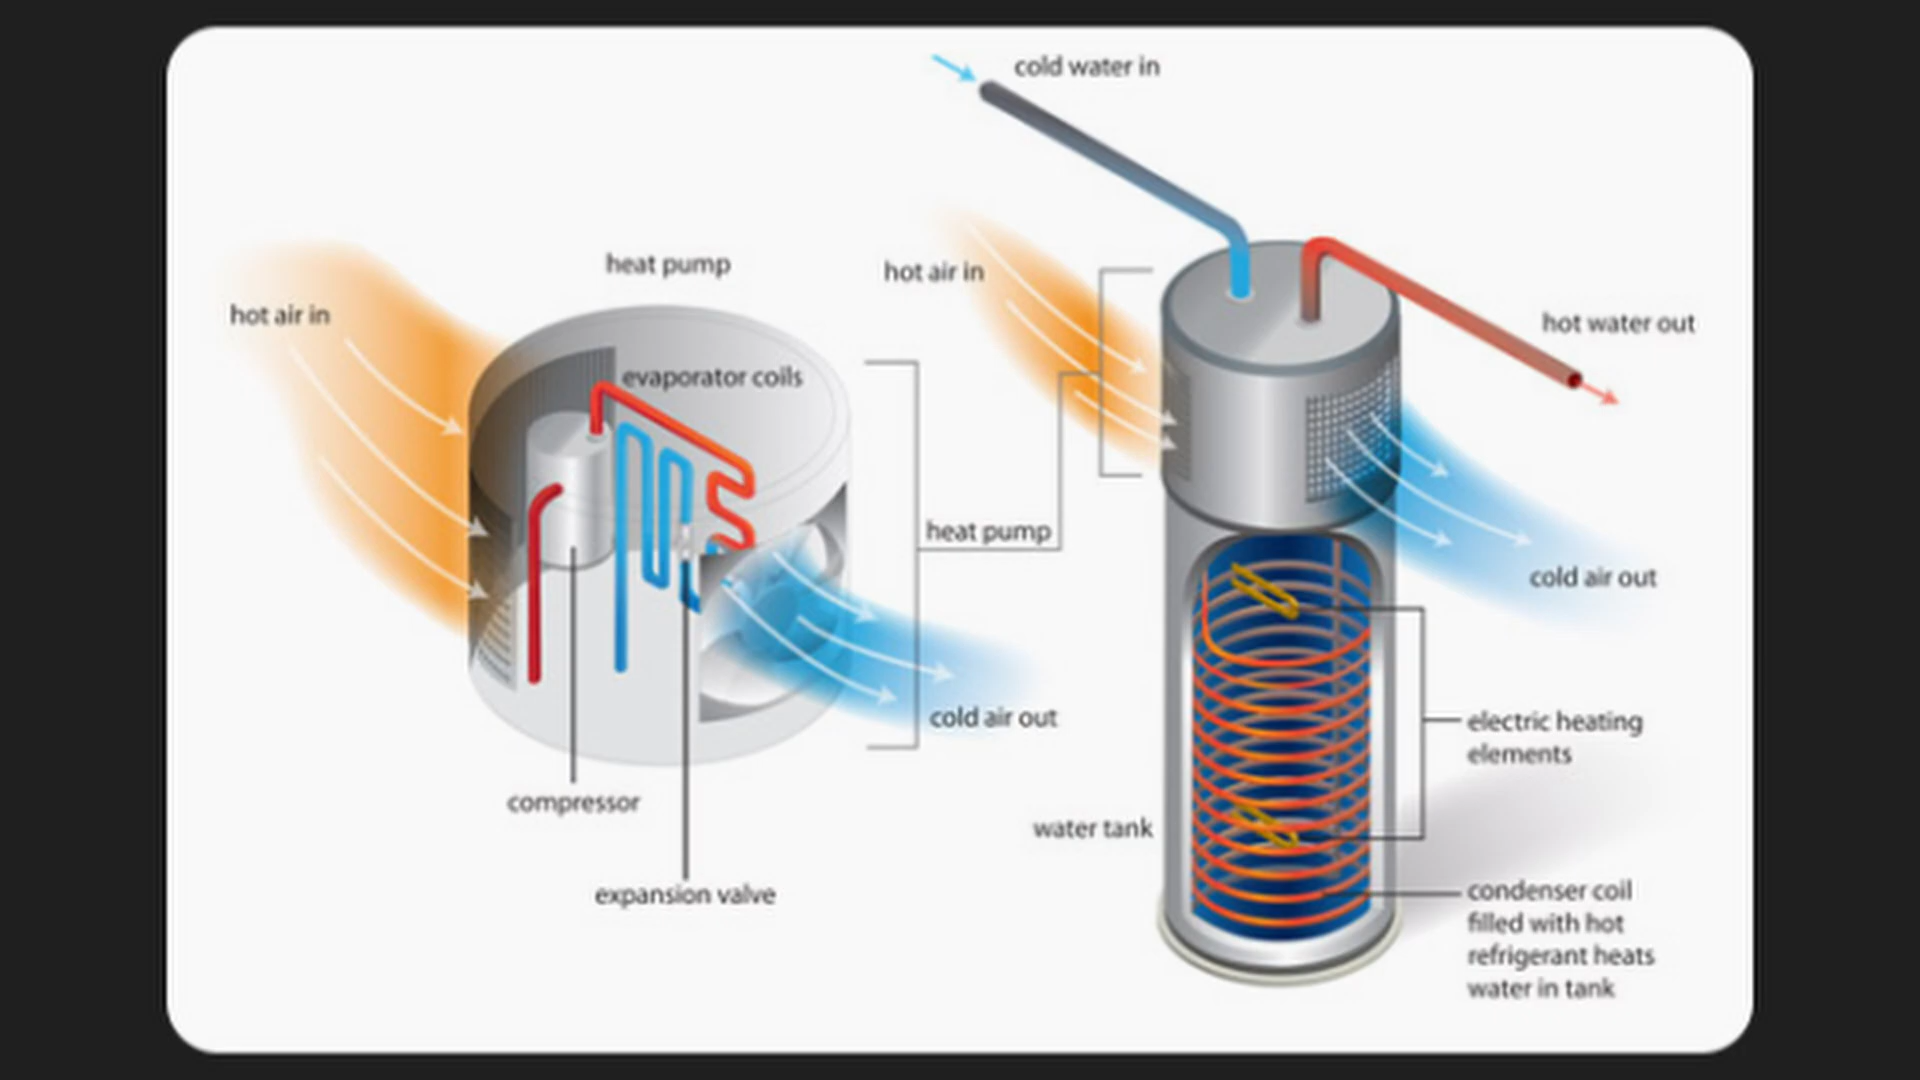 cold water in
hot air in
heat pump
hot air in
evaporator coils
hot water out
heat pump
cold air out
cold air out
electric heating
elements
compressor
water tank
expansion valve
condenser coil
filled with hot
refrigerant heats
water in tank